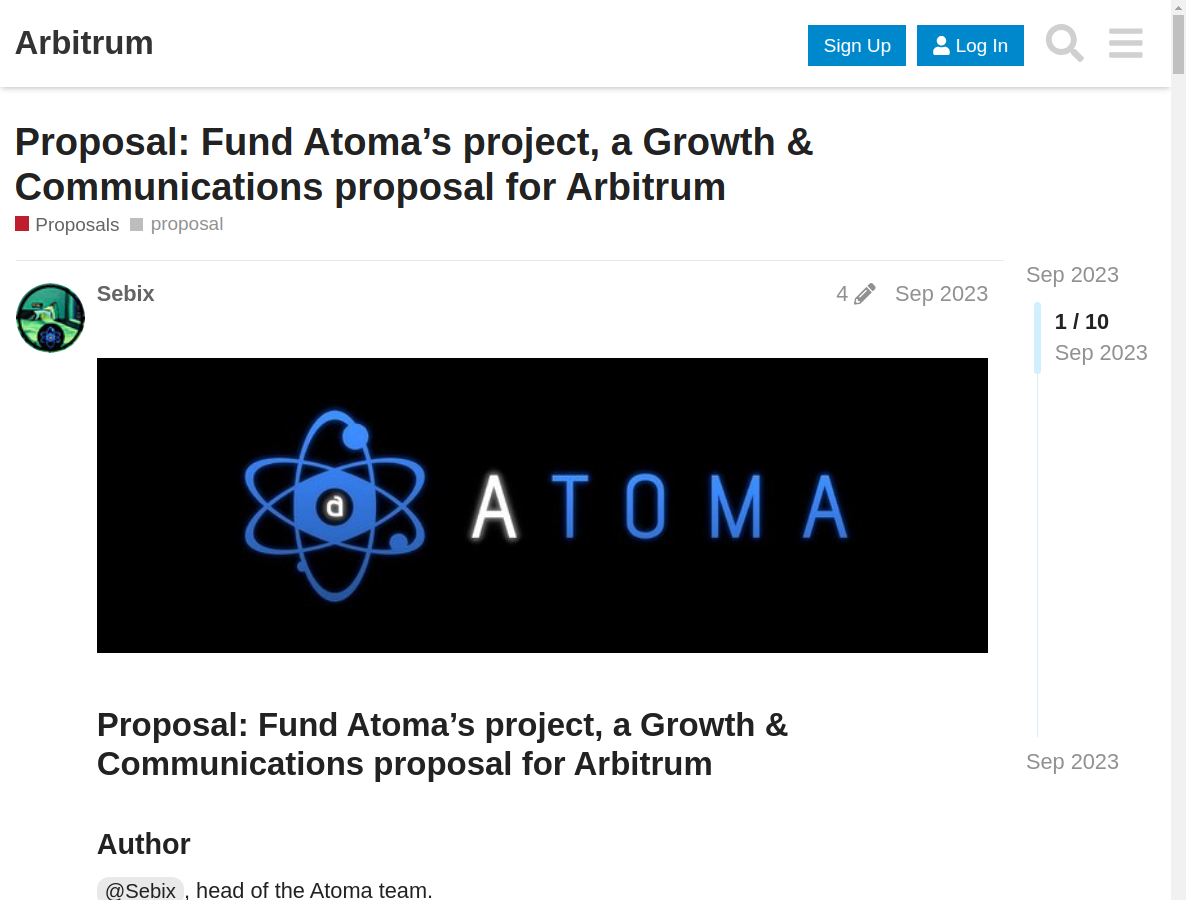 Arbitrum
Sign Up
Log In
Proposal: Fund Atoma’s project, a Growth &
Communications proposal for Arbitrum
Proposals proposal
Sep 2023
Sebix
4
Sep 2023
1 / 10
Sep 2023
a ATOMA
Proposal: Fund Atoma’s project, a Growth &
Communications proposal for Arbitrum
Sep 2023
Author
@Sebix , head of the Atoma team.